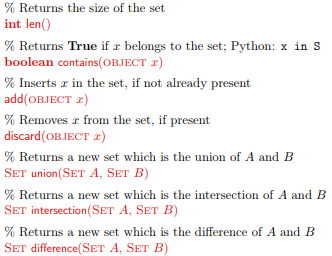 % Returns the size of the set
int len()
% Returns True if x belongs to the set; Python: x in S
boolean contains(OBJECT x)
% Inserts x in the set, if not already present
add(OBJECT x)
% Removes x from the set, if present
discard(OBJECT x)
% Returns a new set which is the union of A and B
SET union(SET A, SET B)
% Returns a new set which is the intersection of A and B
SET intersection(SET A, SET B)
% Returns a new set which is the difference of A and B
SET difference(SET A, SET B)